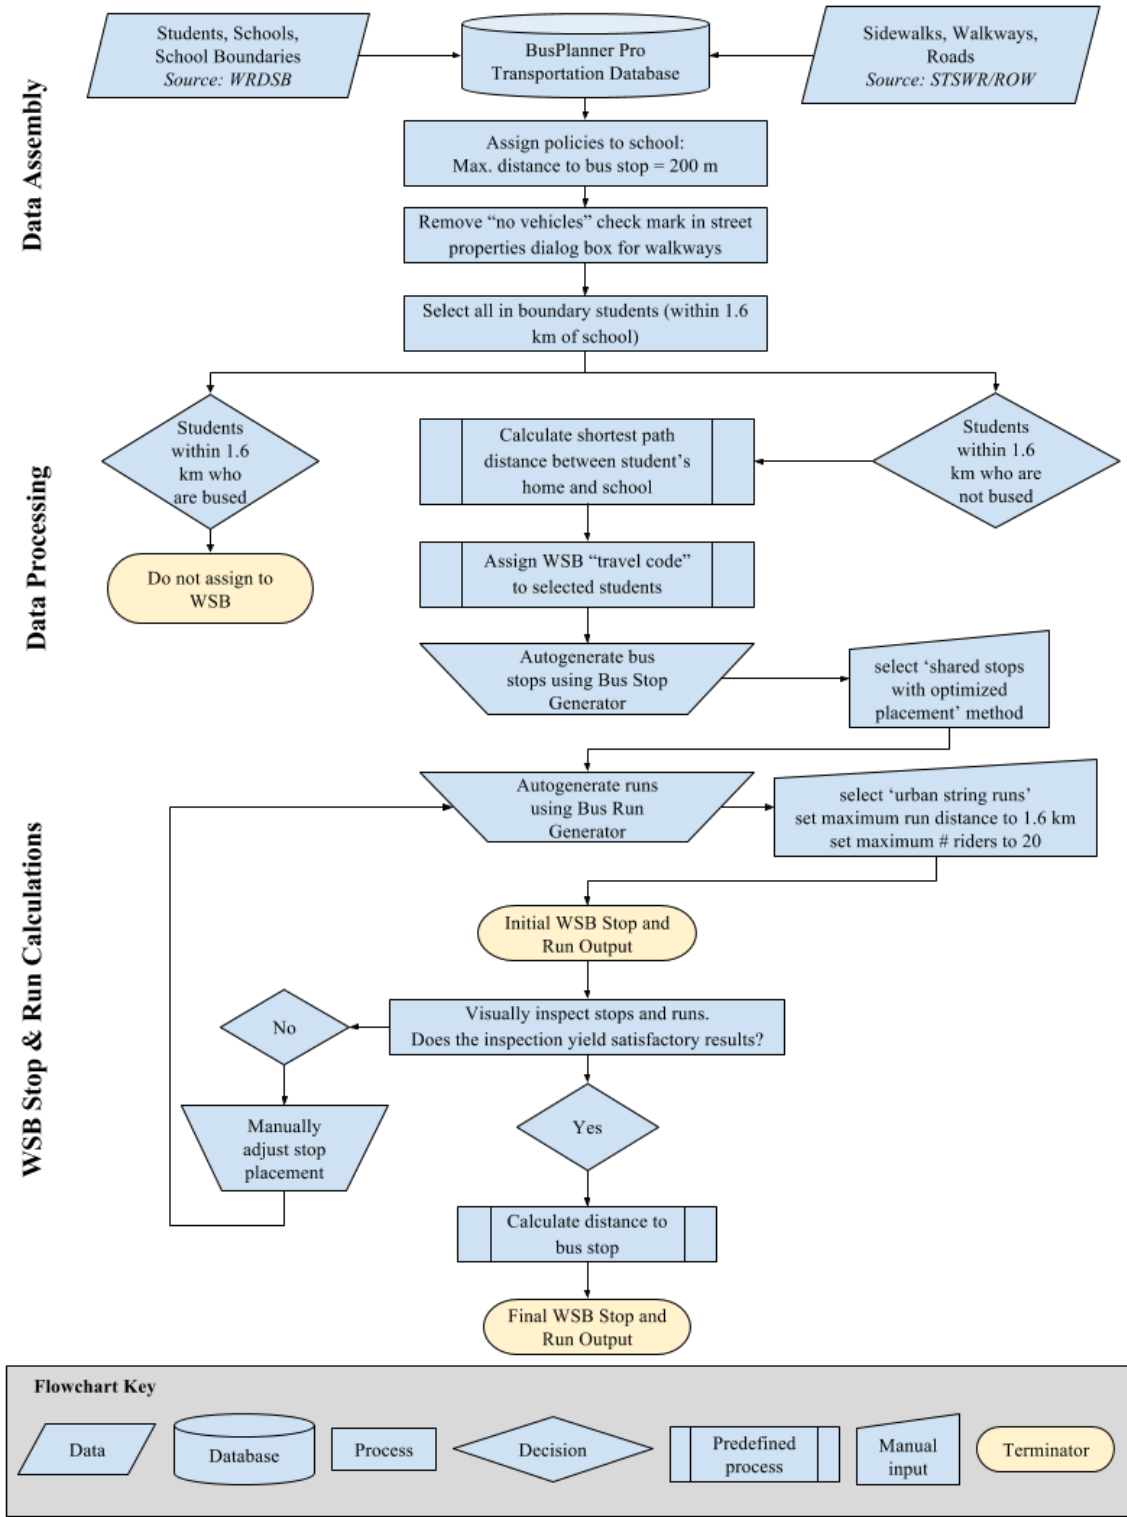 Data Assembly
Students, Schools,
School Boundaries
Source: WRDSB
BusPlanner Pro
Transportation Database
Sidewalks, Walkways,
Roads
Source: STSWR/ROW
Assign policies to school:
Max. distance to bus stop = 200 m
Remove “no vehicles” check mark in street
properties dialog box for walkways
Select all in boundary students (within 1.6
km of school)
Data Processing
Students
within 1.6
km who
are bused
Calculate shortest path
distance between student’s
home and school
Students
within 1.6
km who are
not bused
Do not assign to
WSB
Assign WSB “travel code”
to selected students
Autogenerate bus
stops using Bus Stop
Generator
select ‘shared stops
with optimized
placement’ method
WSB Stop & Run Calculations
Autogenerate runs
using Bus Run
Generator
select ‘urban string runs’
set maximum run distance to 1.6 km
set maximum # riders to 20
Initial WSB Stop and
Run Output
Visually inspect stops and runs.
Does the inspection yield satisfactory results?
No
Manually
adjust stop
placement
Yes
Calculate distance to
bus stop
Final WSB Stop and
Run Output
Flowchart Key
Data
Database
Process
Decision
Predefined
process
Manual
input
Terminator